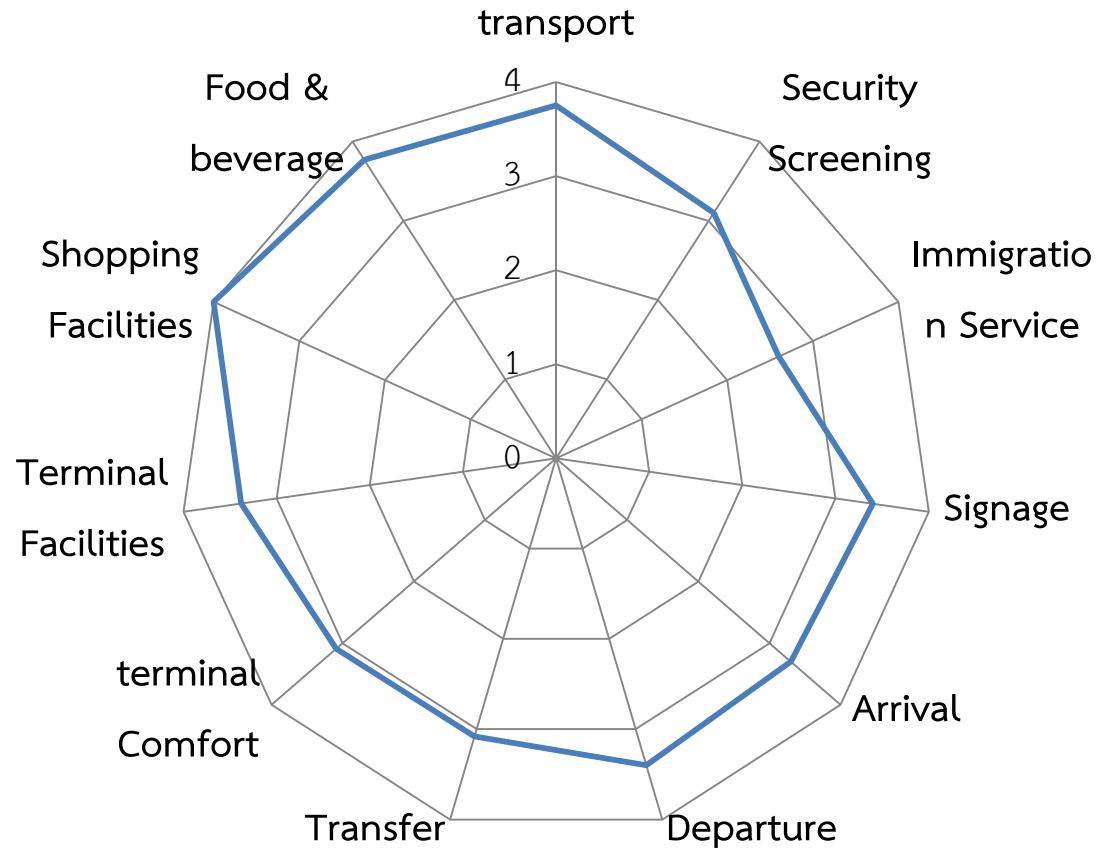 transport
Food &
beverage
Security
Screening
4
3
2
1
0
Shopping
Facilities
Immigratio
n Service
Terminal
Facilities
Signage
terminal
Comfort
Arrival
Transfer
Departure